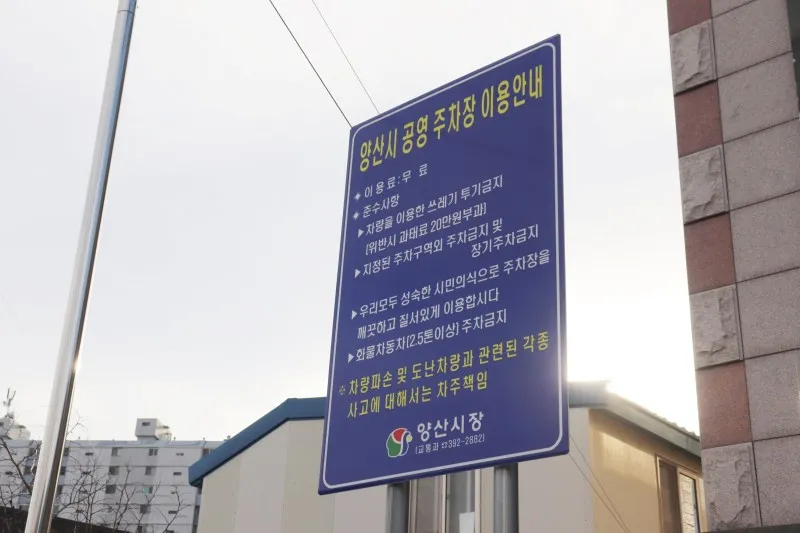 양산시 공영 주차장 이용안내
◈ 이 용 료 : 무 료
◈ 준수사항
▶차량을 이용한 쓰레기 투기금지
[위반시 과태료 20만원부과]
▶지정된 주차구역외 주차금지 및
장기주차금지
▶우리모두 성숙한 시민의식으로 주차장을
깨끗하고 질서있게 이용합시다
▶화물차동차[2.5톤이상] 주차금지
※ 차량파손 및 도난차량과 관련된 각종
사고에 대해서는 차주책임
양산시장
(교통과 ☎392-2882)